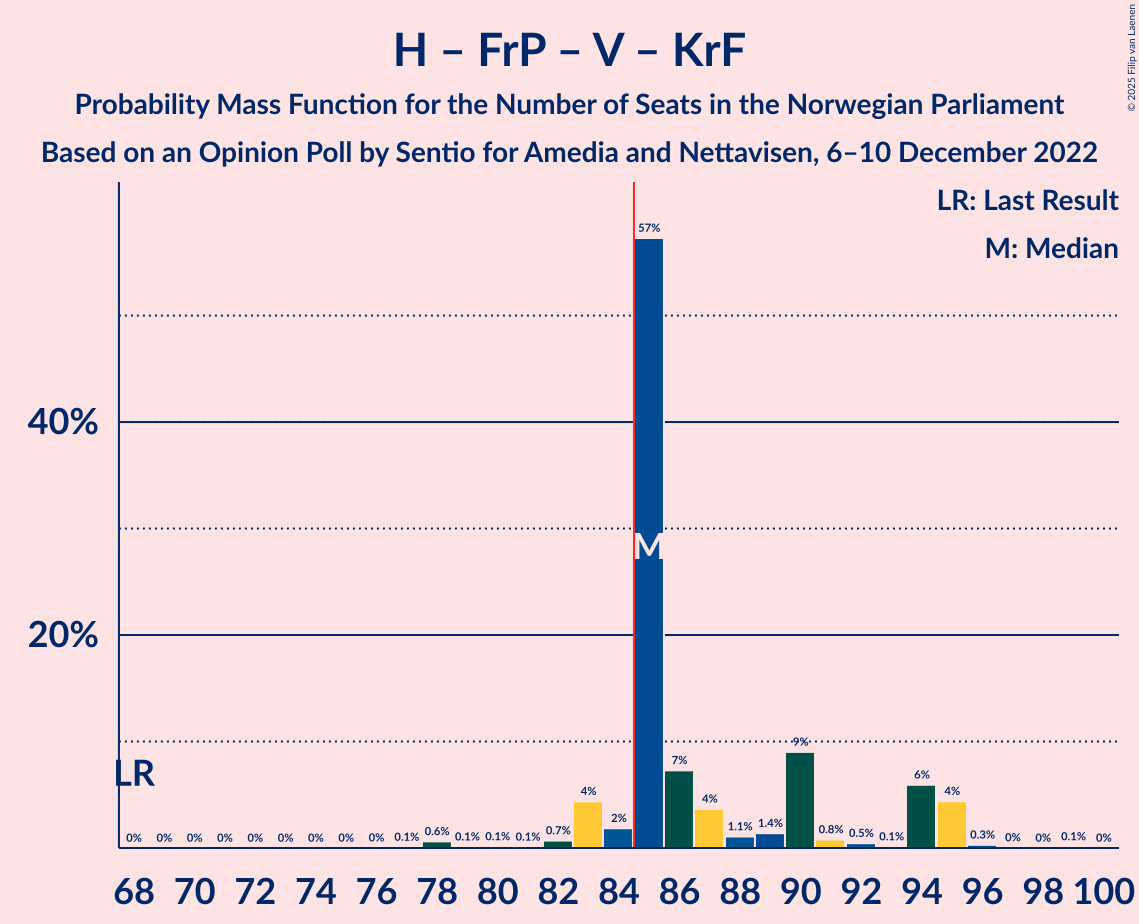 H – FrP – V – KrF
Probability Mass Function for the Number of Seats in the Norwegian Parliament
Based on an Opinion Poll by Sentio for Amedia and Nettavisen, 6–10 December 2022
© 2025 Filip van Laenen
LR: Last Result
M: Median
40%
20%
57%
M
LR
0% 0% 0% 0% 0% 0% 0% 0% 0% 0.1% 0.6% 0.1% 0.1% 0.1% 0.7% 4% 2% 7% 4% 1.1% 1.4% 9% 0.8% 0.5% 0.1% 6% 4% 0.3% 0% 0% 0.1% 0%
68 70 72 74 76 78 80 82 84 86 88 90 92 94 96 98 100